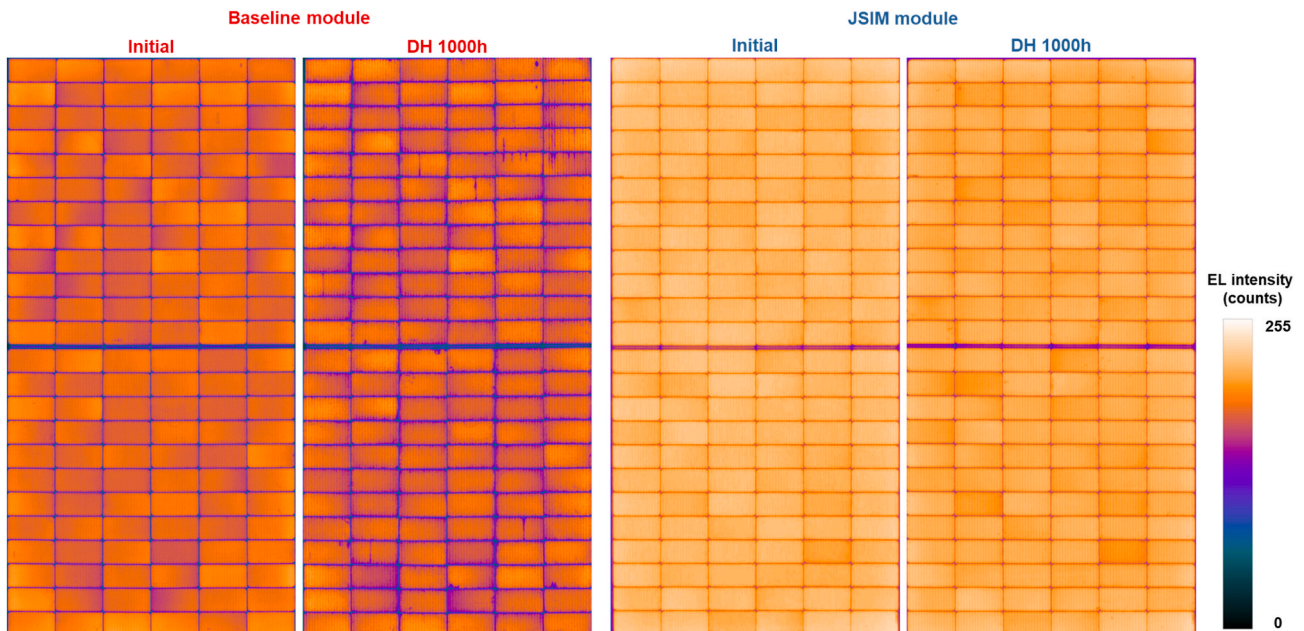 Baseline module
JSIM module
Initial
DH 1000h
Initial
DH 1000h
EL intensity
(counts)
255
0